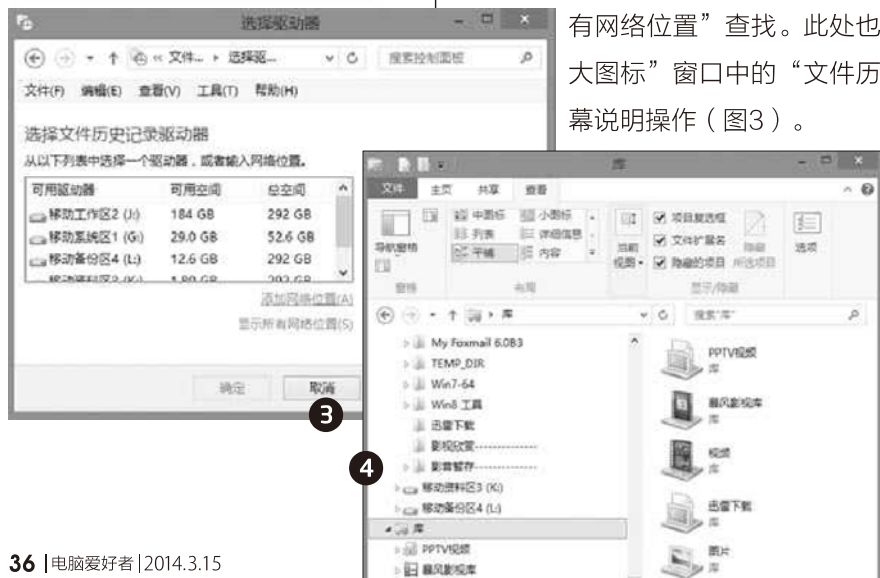 选择驱动器
文件... 选择驱...
搜索控制面板
文件(F) 编辑(E) 查看(V) 工具(T) 帮助(H)
选择文件历史记录驱动器
从以下列表中选择一个驱动器，或者输入网络位置。
可用驱动器 可用空间 总空间
移动工作区2 (J:) 184 GB 292 GB
移动系统区1 (G:) 29.0 GB 52.6 GB
移动备份区4 (L:) 12.6 GB 292 GB
移动资料区3 (K:) 1.80 GB 292 GB
添加网络位置(A)
显示所有网络位置(S)
确定 取消
3
有网络位置”查找。此处也
大图标”窗口中的“文件历
幕说明操作（图3）。
库
文件 主页 共享 查看
导航窗格
中图标 小图标
列表 详细信息
平铺 内容
当前视图
项目复选框
文件扩展名
隐藏的项目
隐藏所选项目
选项
窗格 布局 显示/隐藏
库
搜索"库"
My Foxmail 6.0B3
TEMP_DIR
Win7-64
Win8 工具
迅雷下载
影视欣赏--------------
影音暂存--------------
移动资料区3 (K:)
移动备份区4 (L:)
库
PPTV视频
暴风影视库
PPTV视频
库
暴风影视库
库
视频
库
迅雷下载
库
图片
库
4
36 |电脑爱好者|2014.3.15